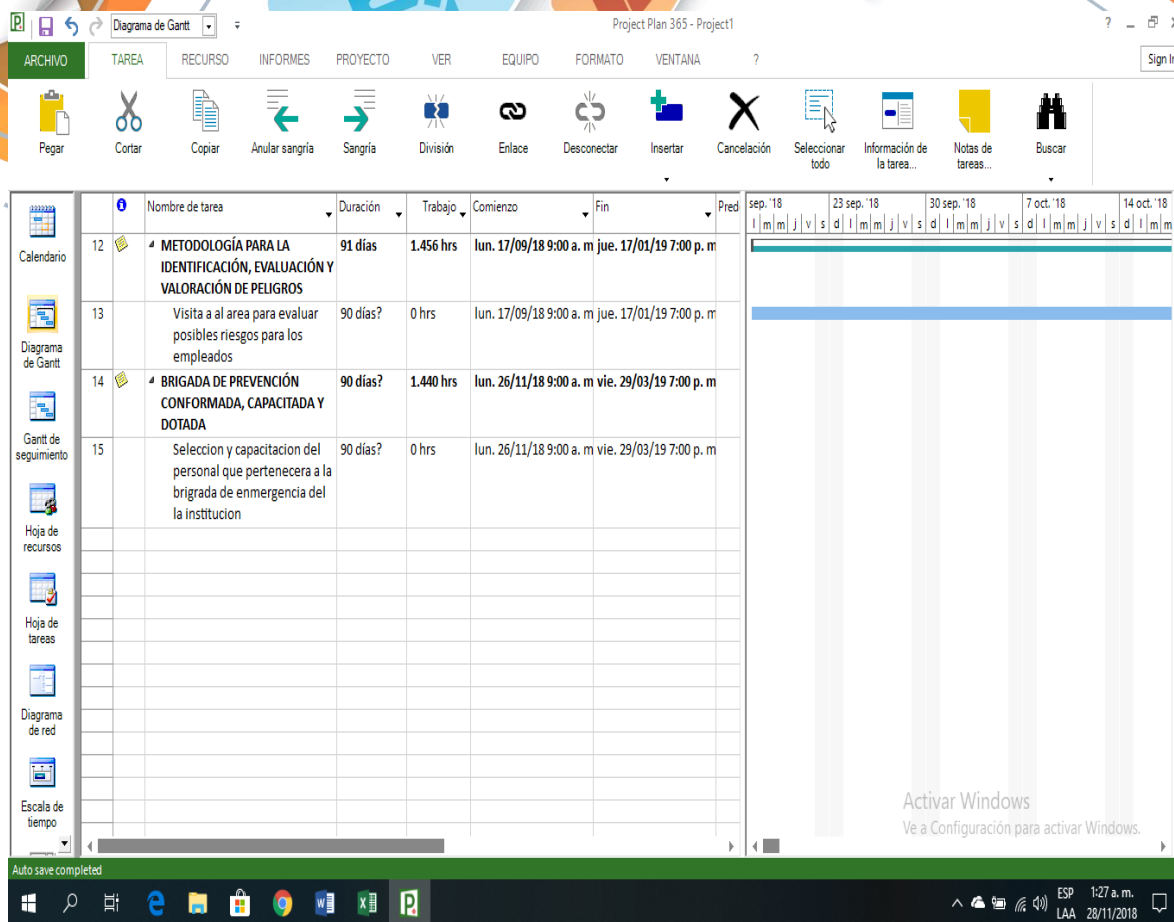 Diagrama de Gantt
Project Plan 365 - Project1
?
ARCHIVO TAREA RECURSO INFORMES PROYECTO VER EQUIPO FORMATO VENTANA ?
Sign In
Pegar
Cortar
Copiar
Anular sangría
Sangría
División
Enlace
Desconectar
Insertar
Cancelación
Seleccionar
todo
Información de
la tarea...
Notas de
tareas...
Buscar
Calendario
Diagrama
de Gantt
Gantt de
seguimiento
Hoja de
recursos
Hoja de
tareas
Diagrama
de red
Escala de
tiempo
Nombre de tarea Duración Trabajo Comienzo Fin Pred
12 METODOLOGÍA PARA LA 91 días 1.456 hrs lun. 17/09/18 9:00 a. m jue. 17/01/19 7:00 p. m
IDENTIFICACIÓN, EVALUACIÓN Y
VALORACIÓN DE PELIGROS
13 Visita a al area para evaluar 90 días? 0 hrs lun. 17/09/18 9:00 a. m jue. 17/01/19 7:00 p. m
posibles riesgos para los
empleados
14 BRIGADA DE PREVENCIÓN 90 días? 1.440 hrs lun. 26/11/18 9:00 a. m vie. 29/03/19 7:00 p. m
CONFORMADA, CAPACITADA Y
DOTADA
15 Seleccion y capacitacion del 90 días? 0 hrs lun. 26/11/18 9:00 a. m vie. 29/03/19 7:00 p. m
personal que pertenecera a la
brigrada de enmergencia del
la institucion
sep. '18 23 sep. '18 30 sep. '18 7 oct. '18 14 oct. '18
l m m j v s d l m m j v s d l m m j v s d l m m j v s d l m m
Activar Windows
Ve a Configuración para activar Windows.
Auto save completed
ESP 1:27 a. m.
LAA 28/11/2018